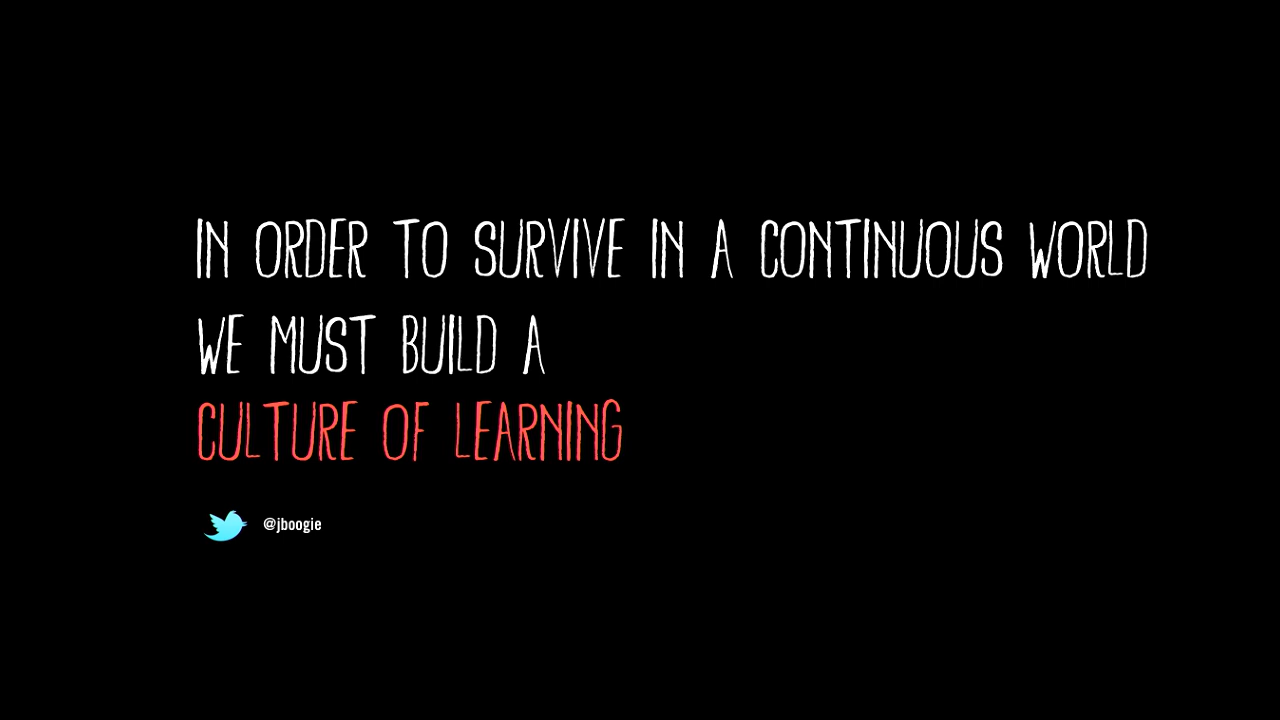 IN ORDER TO SURVIVE IN A CONTINUOUS WORLD
WE MUST BUILD A
CULTURE OF LEARNING
@jboogie